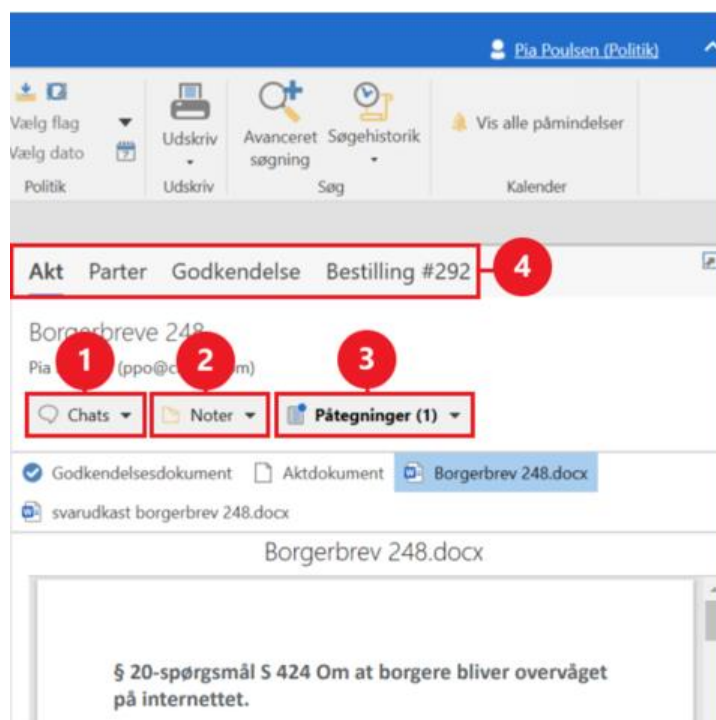 Pia Poulsen (Politik)
Vælg flag
Vælg dato
Udskriv
Avanceret søgning
Søgehistorik
Vis alle påmindelser
Politik Udskriv Søg Kalender
Akt Parter Godkendelse Bestilling #292 4
Borgerbreve 248
1 2 3
Pia (ppo@c m)
Chats Noter Påtegninger (1)
Godkendelsesdokument Aktdokument Borgerbrev 248.docx
svarudkast borgerbrev 248.docx
Borgerbrev 248.docx
§ 20-spørgsmål S 424 Om at borgere bliver overvåget
på internettet.